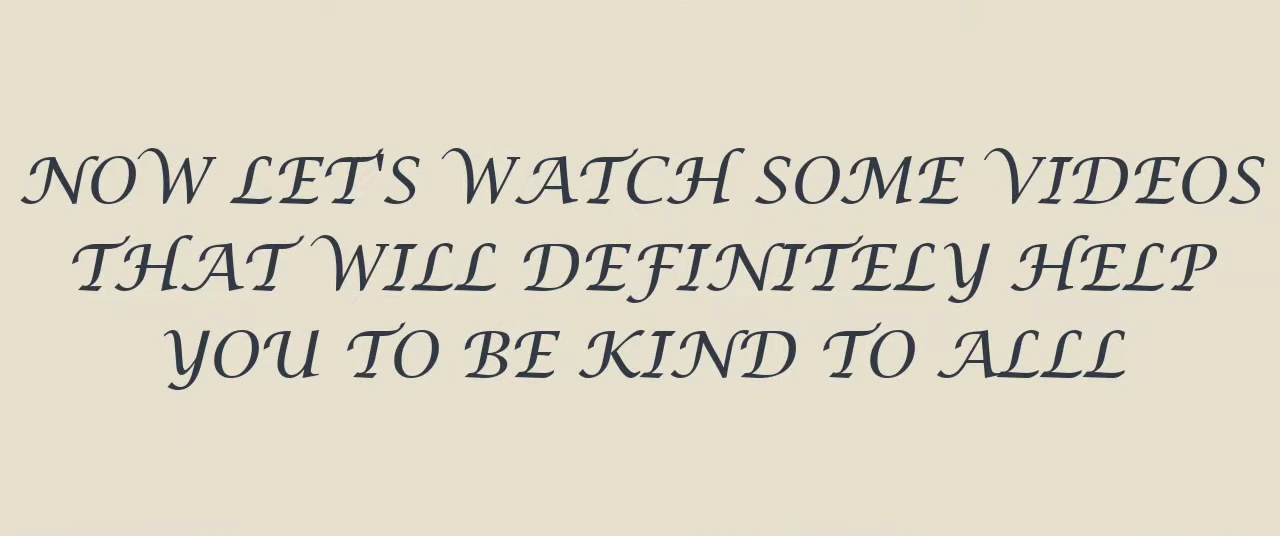 NOW LET'S WATCH SOME VIDEOS
THAT WILL DEFINITELY HELP
YOU TO BE KIND TO ALLL